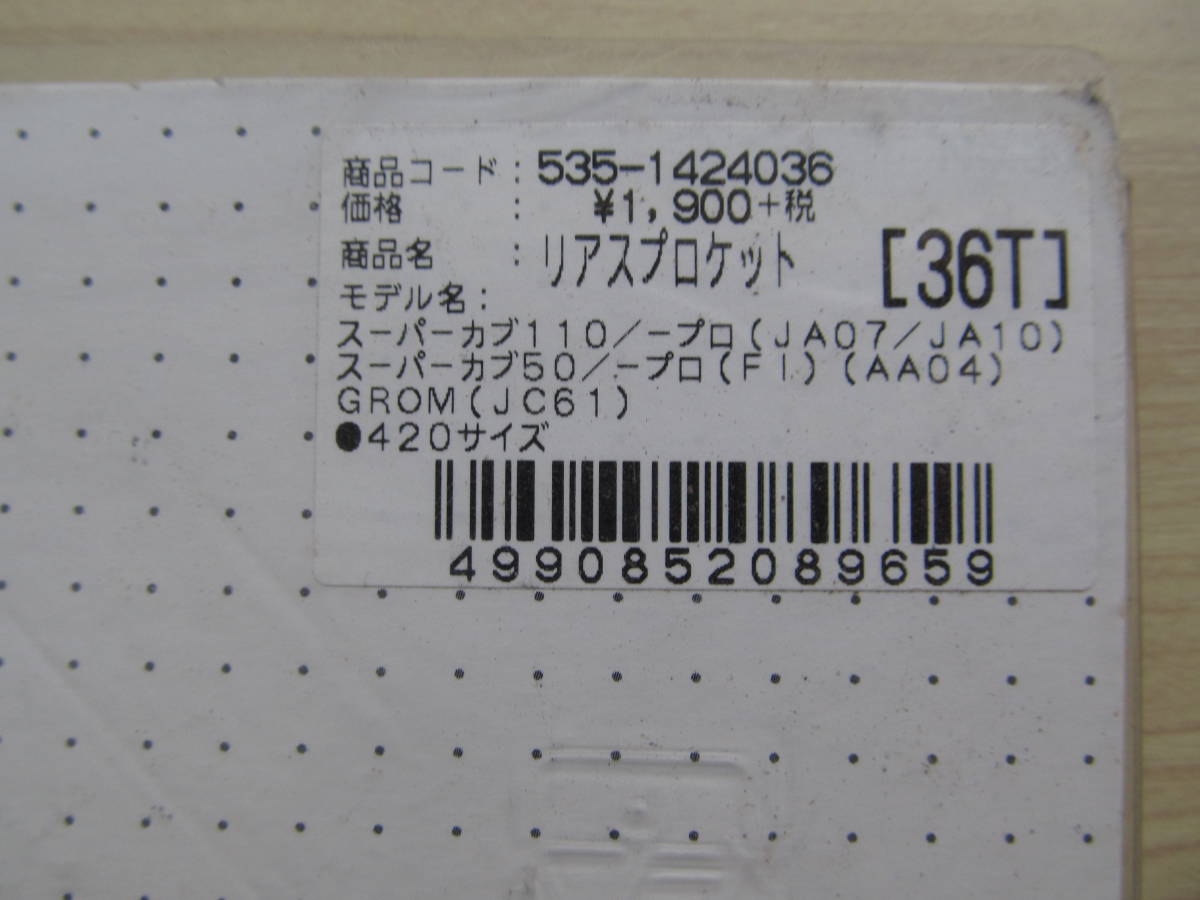 商品コード : 535-1424036
価格 : ¥1,900+税
商品名 : リアスプロケット [36T]
モデル名:
スーパーカブ110/ープロ(JA07/JA10)
スーパーカブ50/ープロ(FI)(AA04)
GROM(JC61)
●420サイズ
4990852089659